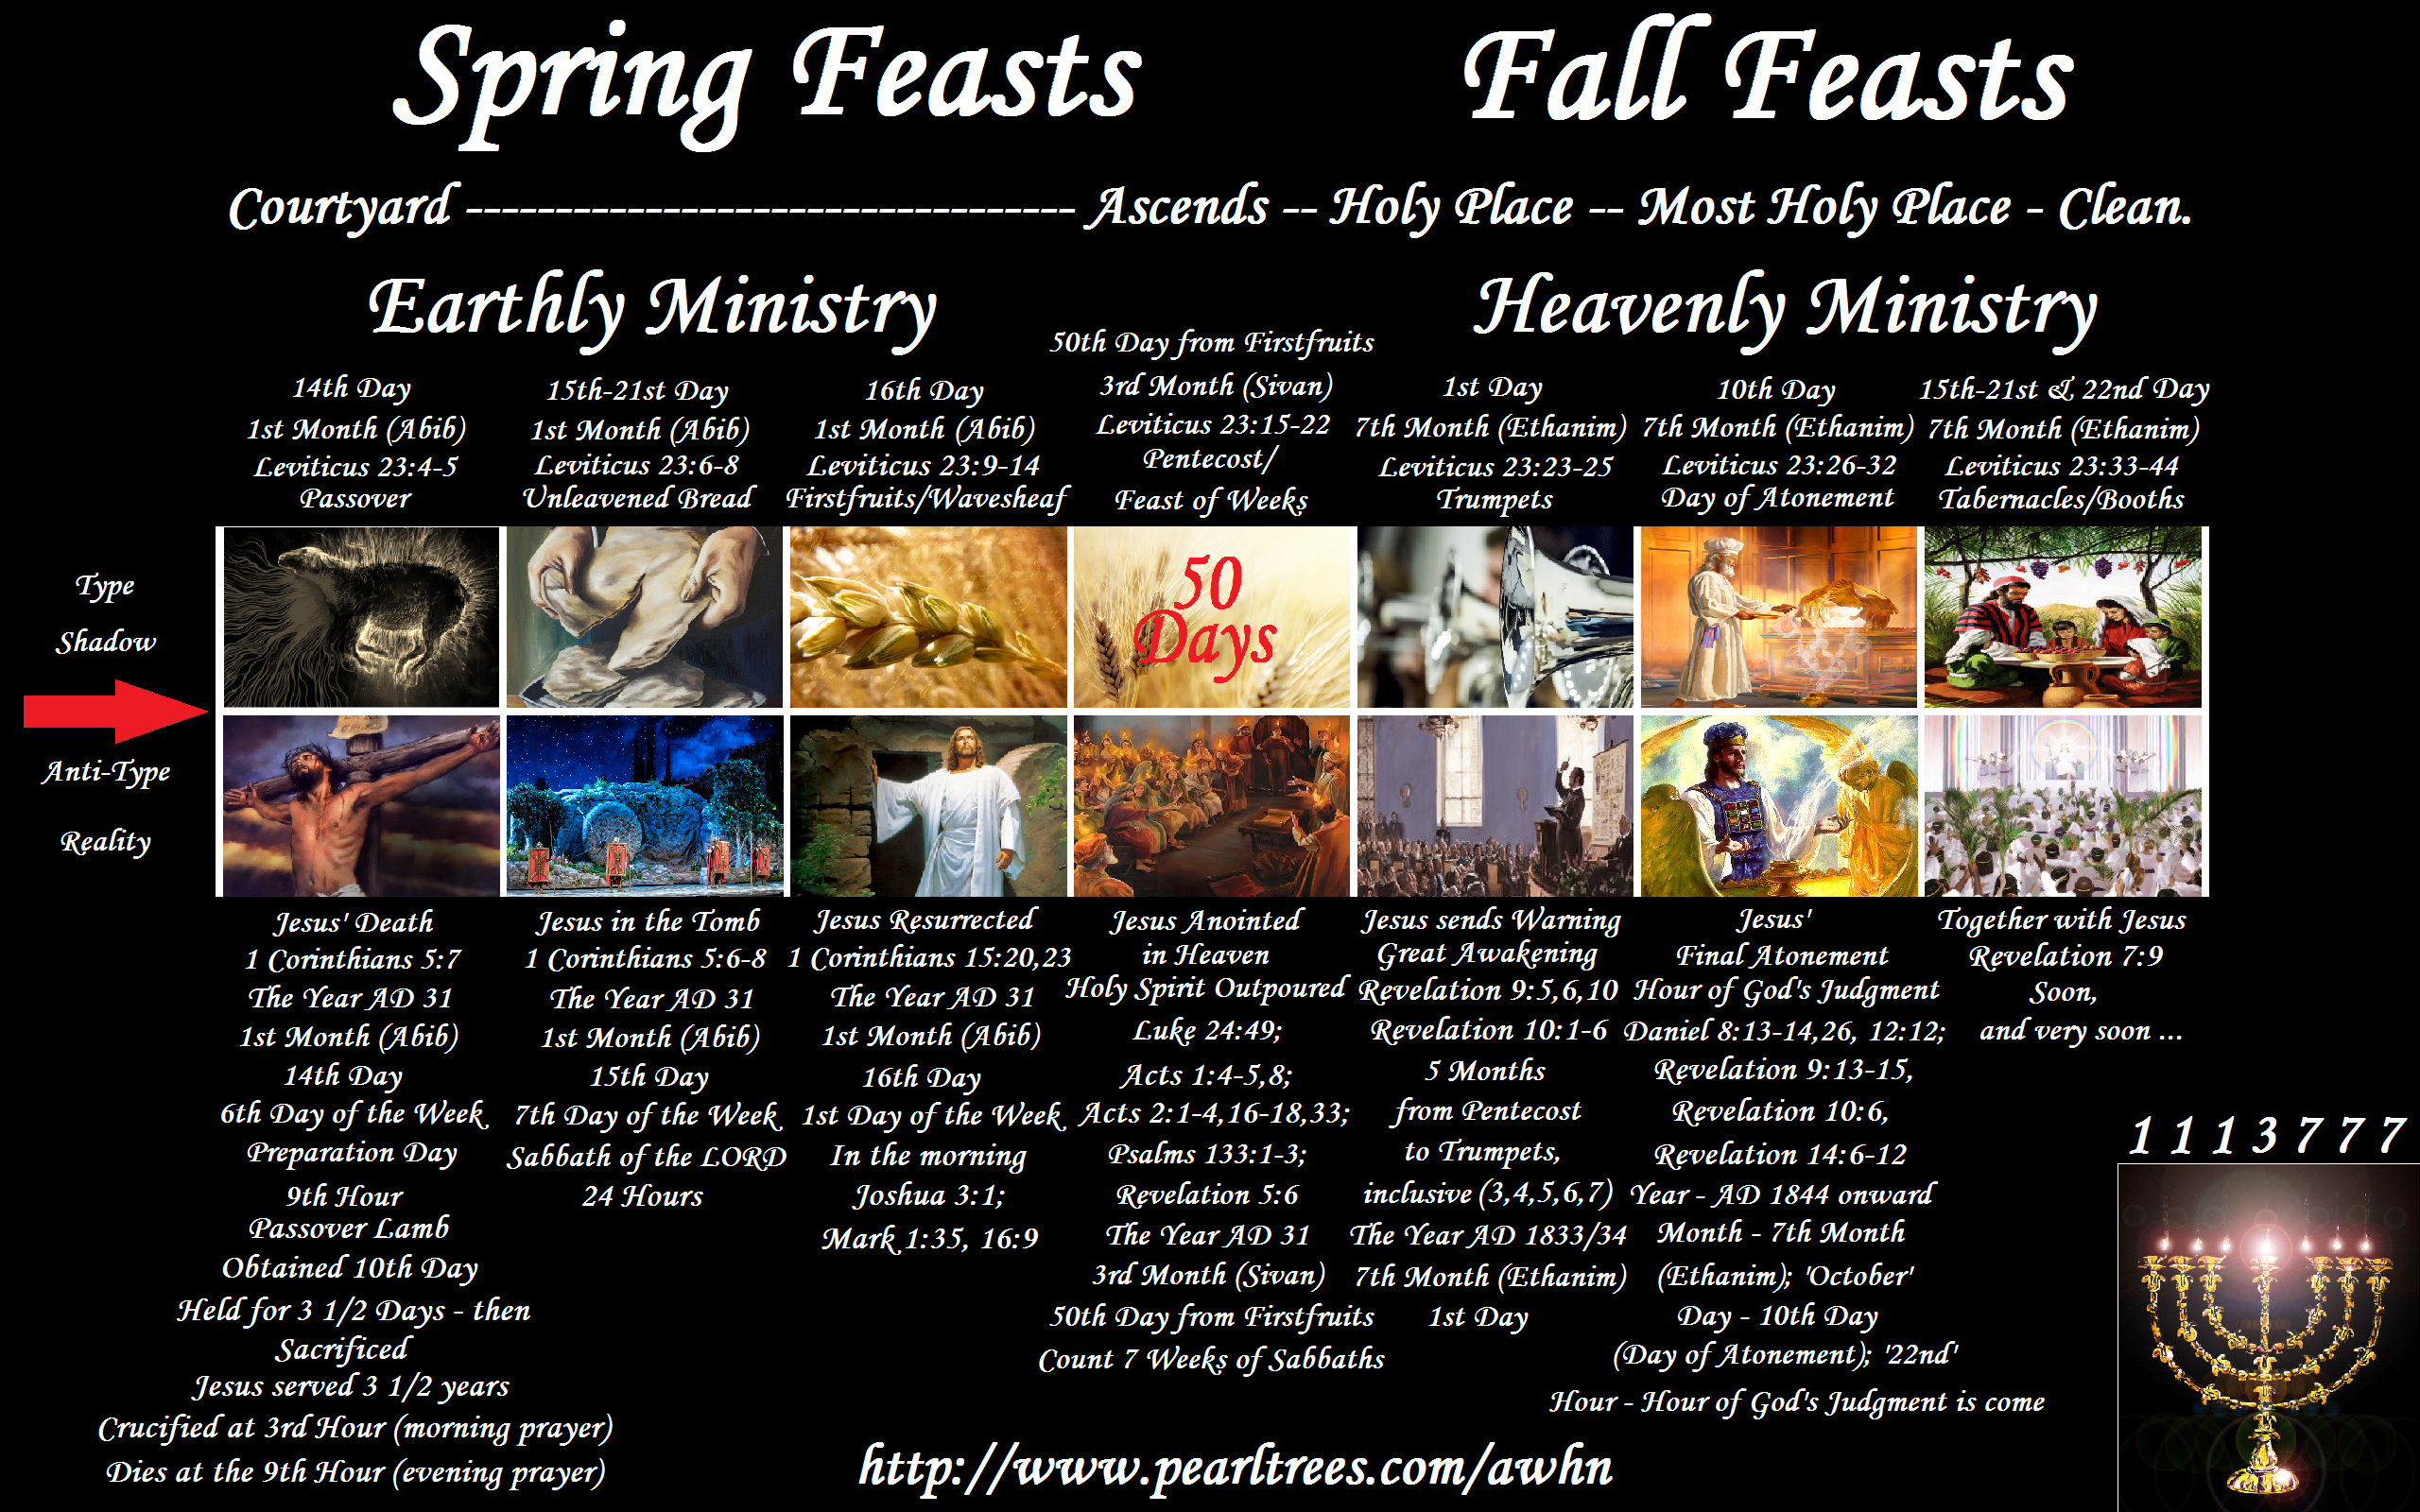 Spring Feasts
Fall Feasts
Courtyard ---------------------------------- Ascends -- Holy Place -- Most Holy Place - Clean.
Earthly Ministry
Heavenly Ministry
14th Day
1st Month (Abib)
Leviticus 23:4-5
Passover
15th-21st Day
1st Month (Abib)
Leviticus 23:6-8
Unleavened Bread
16th Day
1st Month (Abib)
Leviticus 23:9-14
Firstfruits/Wavesheaf
50th Day from Firstfruits
3rd Month (Sivan)
Leviticus 23:15-22
Pentecost/
Feast of Weeks
1st Day
7th Month (Ethanim)
Leviticus 23:23-25
Trumpets
10th Day
7th Month (Ethanim)
Leviticus 23:26-32
Day of Atonement
15th-21st & 22nd Day
7th Month (Ethanim)
Leviticus 23:33-44
Tabernacles/Booths
Type
Shadow
50
Days
Anti-Type
Reality
Jesus' Death
1 Corinthians 5:7
The Year AD 31
1st Month (Abib)
14th Day
6th Day of the Week
Preparation Day
9th Hour
Passover Lamb
Obtained 10th Day
Held for 3 1/2 Days - then
Sacrificed
Jesus served 3 1/2 years
Crucified at 3rd Hour (morning prayer)
Dies at the 9th Hour (evening prayer)
Jesus in the Tomb
1 Corinthians 5:6-8
The Year AD 31
1st Month (Abib)
15th Day
7th Day of the Week
Sabbath of the LORD
24 Hours
Jesus Resurrected
1 Corinthians 15:20,23
The Year AD 31
1st Month (Abib)
16th Day
1st Day of the Week
In the morning
Joshua 3:1;
Mark 1:35, 16:9
Jesus Anointed
in Heaven
Holy Spirit Outpoured
Luke 24:49;
Acts 1:4-5,8;
Acts 2:1-4,16-18,33;
Psalms 133:1-3;
Revelation 5:6
The Year AD 31
3rd Month (Sivan)
50th Day from Firstfruits
Count 7 Weeks of Sabbaths
Jesus sends Warning
Great Awakening
Revelation 9:5,6,10
Revelation 10:1-6
5 Months
from Pentecost
to Trumpets,
inclusive (3,4,5,6,7)
The Year AD 1833/34
7th Month (Ethanim)
1st Day
Jesus'
Final Atonement
Hour of God's Judgment
Daniel 8:13-14,26, 12:12;
Revelation 9:13-15,
Revelation 10:6,
Revelation 14:6-12
Year - AD 1844 onward
Month - 7th Month
(Ethanim); 'October'
Day - 10th Day
(Day of Atonement); '22nd'
Hour - Hour of God's Judgment is come
Together with Jesus
Revelation 7:9
Soon,
and very soon ...
1 1 1 3 7 7 7
http://www.pearltrees.com/awhn